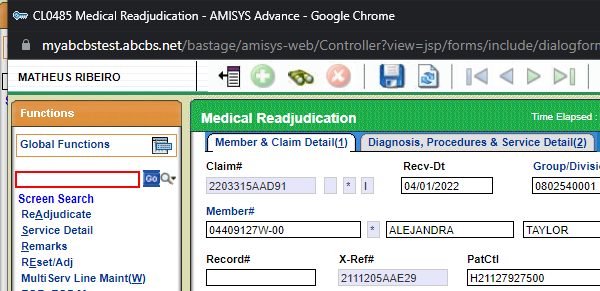 CL0485 Medical Readjudication - AMISYS Advance - Google Chrome
myabcbstest.abcbs.net/bastage/amisys-web/Controller?view=jsp/forms/include/dialogform
MATHEUS RIBEIRO
Functions
Global Functions
Go
Screen Search
ReAdjudicate
Service Detail
Remarks
REset/Adj
MultiServ Line Maint(W)
Medical Readjudication Time Elapsed :
Member & Claim Detail(1) Diagnosis, Procedures & Service Detail(2)
Claim# Recv-Dt Group/Divisio
2203315AAD91 * I 04/01/2022 0802540001
Member#
04409127W-00 * ALEJANDRA TAYLOR
Record# X-Ref# PatCtl
2111205AAE29 H21127927500